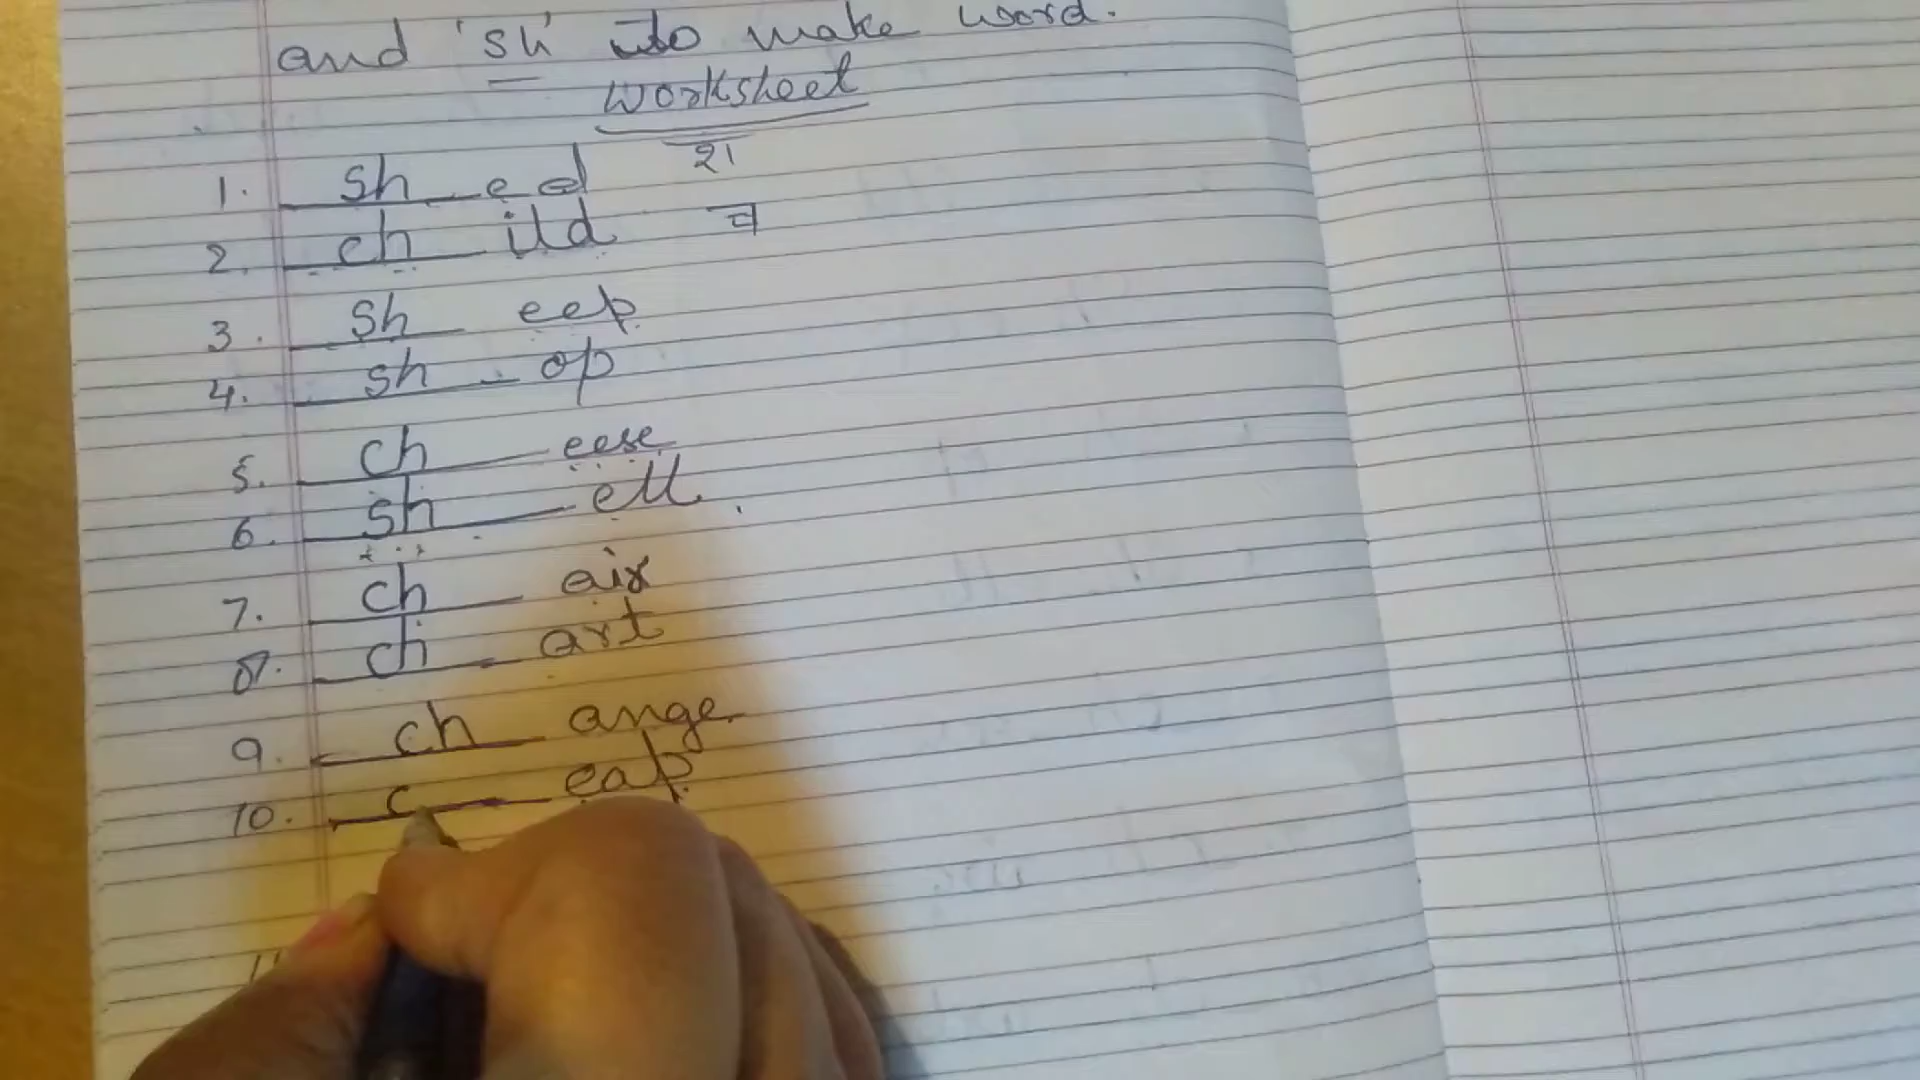 and 'sh' to make word.
Worksheet
1. sh ed श
2. ch ild च
3. sh eep
4. sh op
5. ch eese
6. sh ell.
7. ch air
8. ch art
9. ch ange
10. c eap